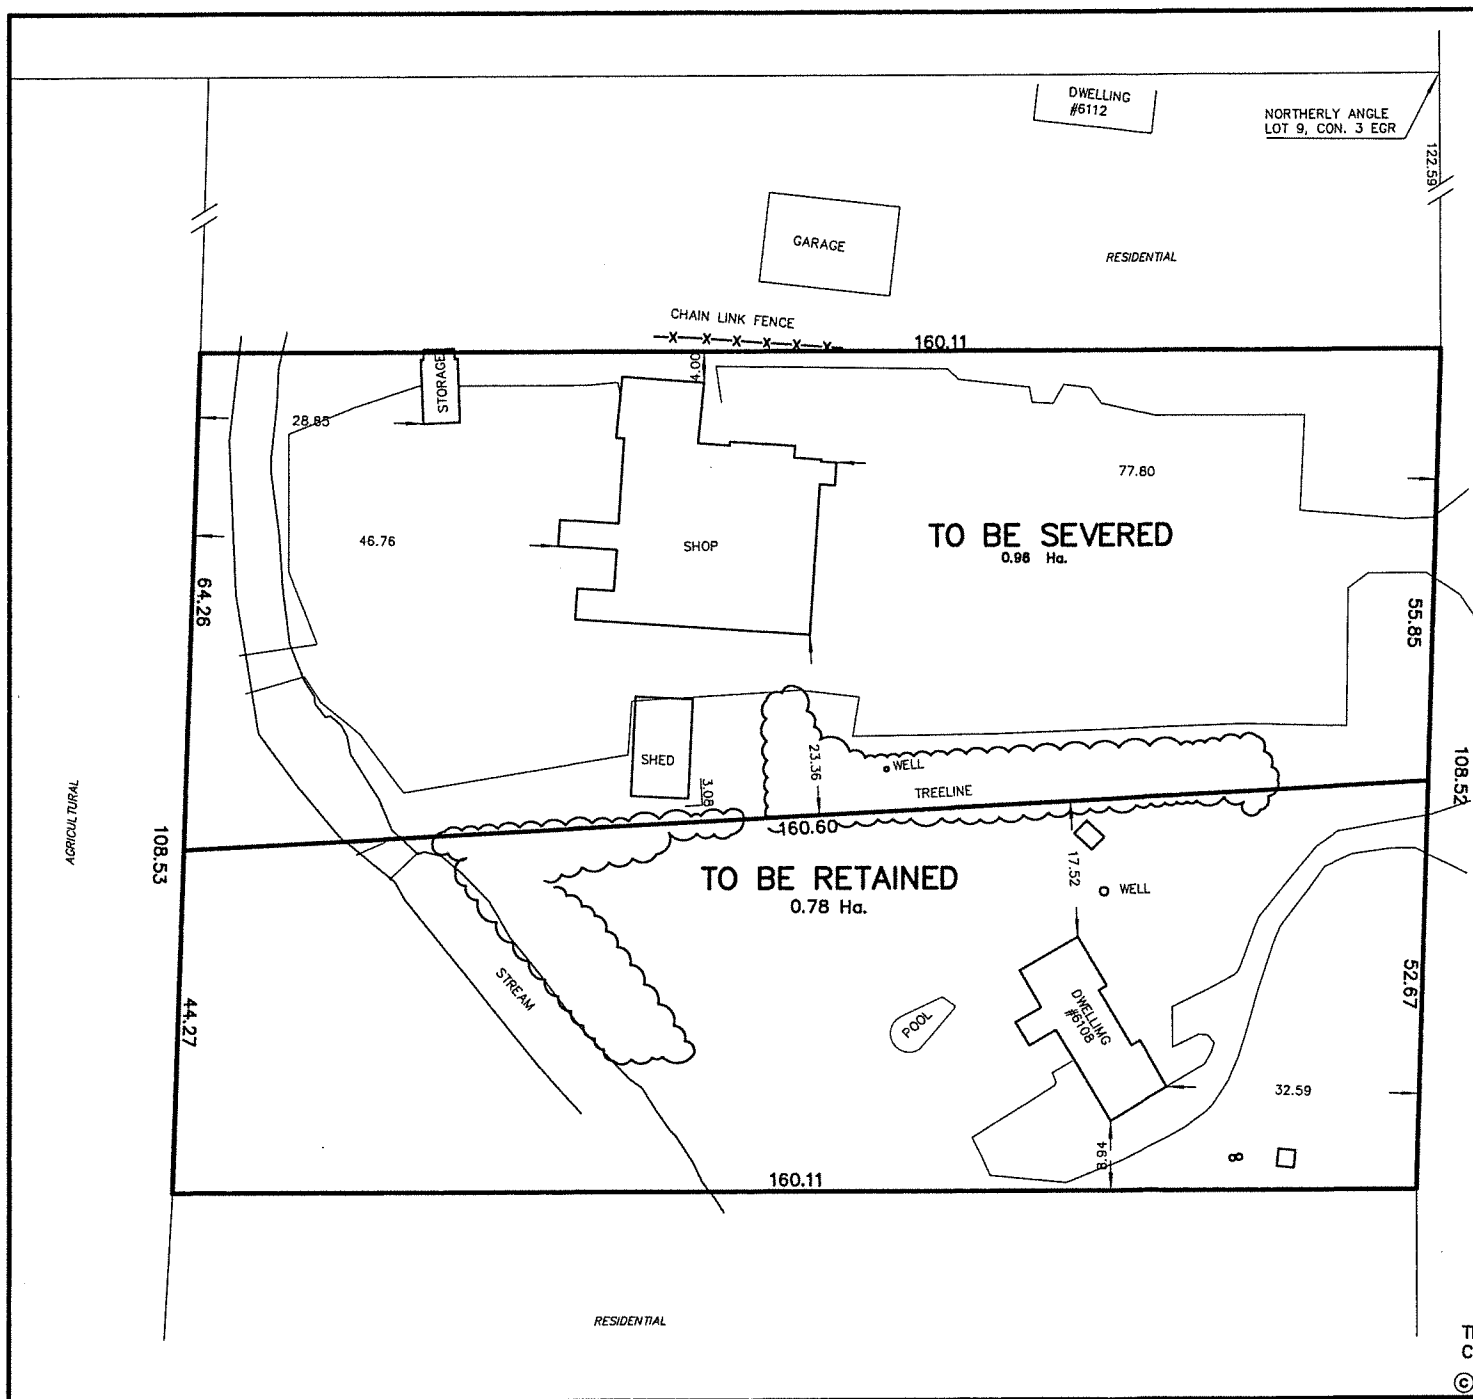 DWELLING
#6112
NORTHERLY ANGLE
LOT 9, CON. 3 EGR
122.59
GARAGE
RESIDENTIAL
CHAIN LINK FENCE
160.11
4.00
STORAGE
28.85
77.80
46.76
SHOP
TO BE SEVERED
0.98 Ha.
64.26
55.85
SHED
3.08
23.36
WELL
TREELINE
108.52
AGRICULTURAL
108.53
160.60
17.52
TO BE RETAINED
0.78 Ha.
WELL
STREAM
52.67
44.27
POOL
DWELLIMG
#6108
32.59
8.94
160.11
RESIDENTIAL
C
©